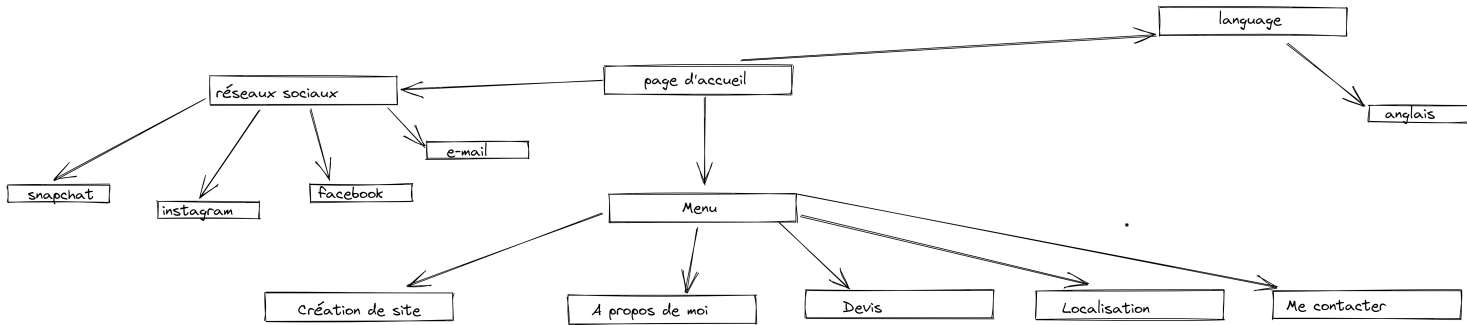 language
page d'accueil
réseaux sociaux
anglais
e-mail
snapchat
instagram
facebook
Menu
Création de site
A propos de moi
Devis
Localisation
Me contacter